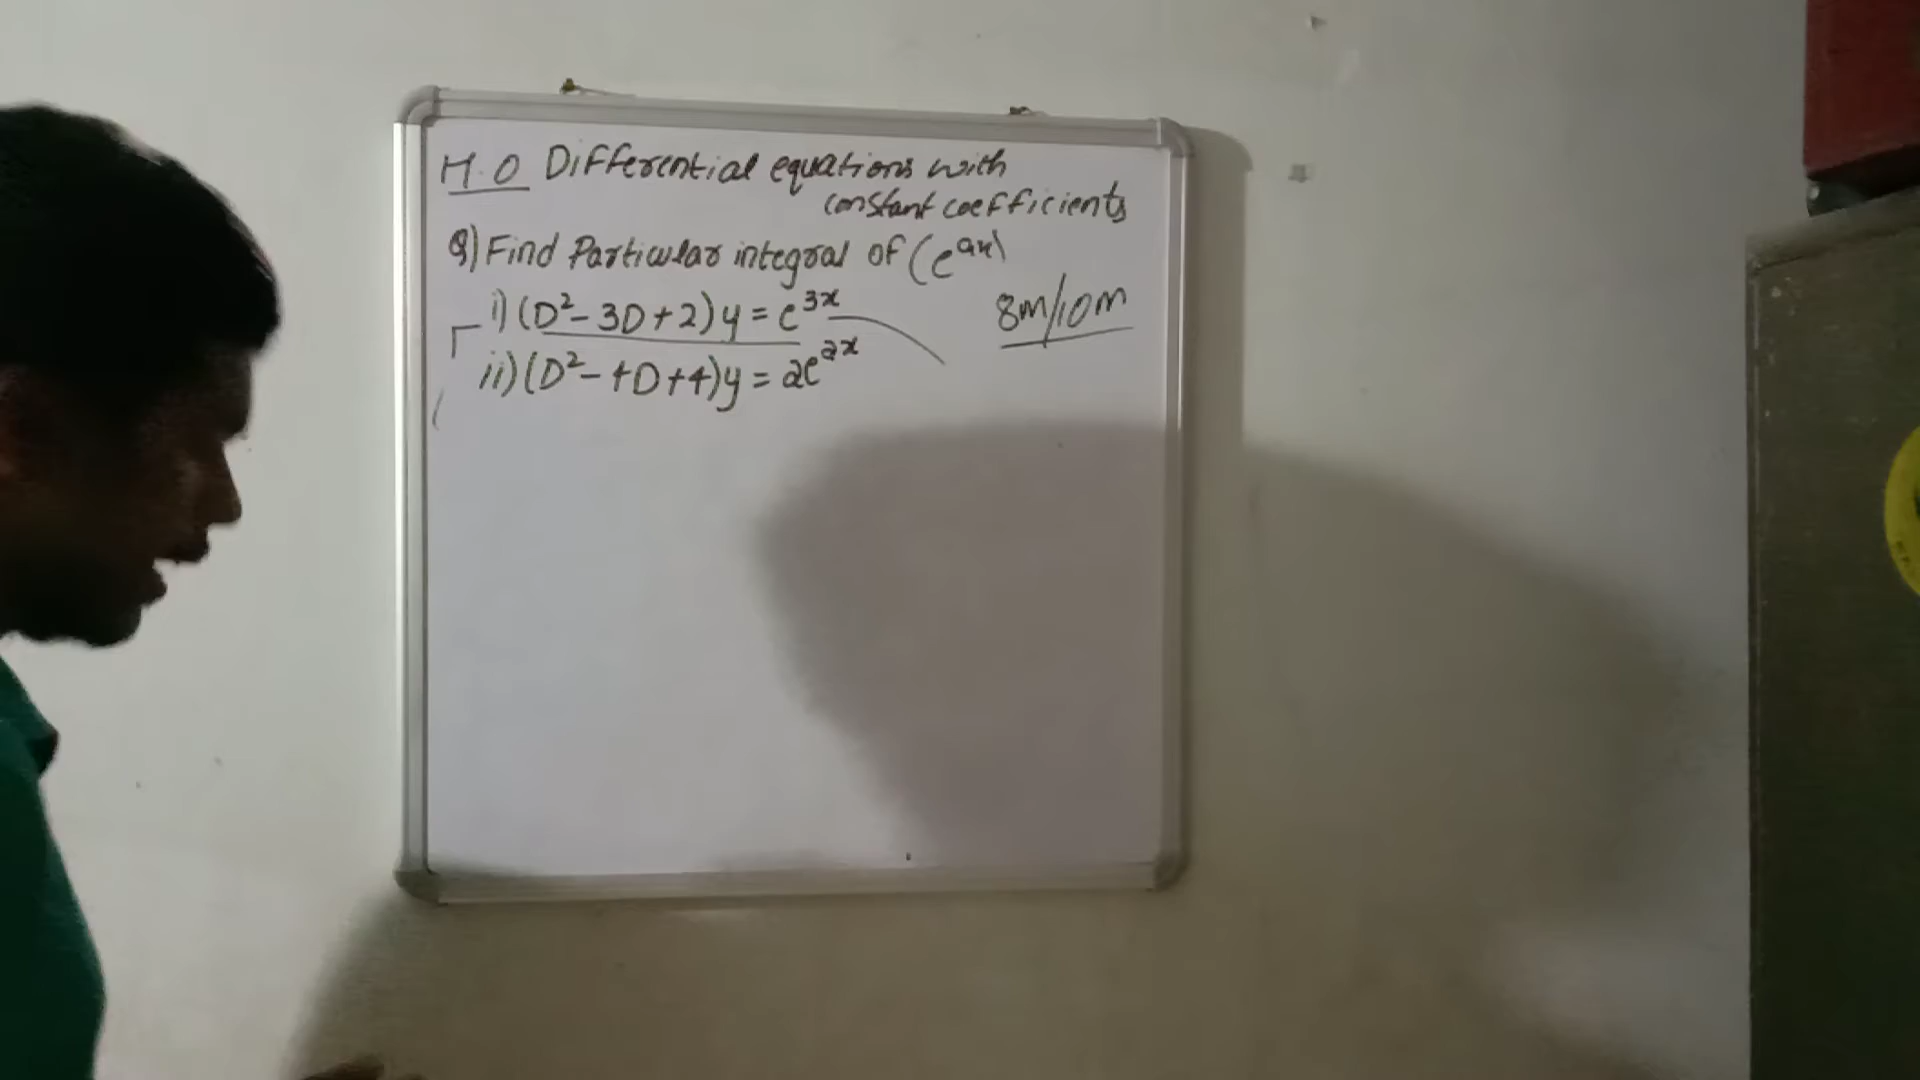 H.O Differential equations with
constant coefficients
Q) Find Particular integral of (e^ax)
i) (D²- 3D+2)y = e^3x
8m/10m
ii) (D²- 4D+4)y = 2e^2x